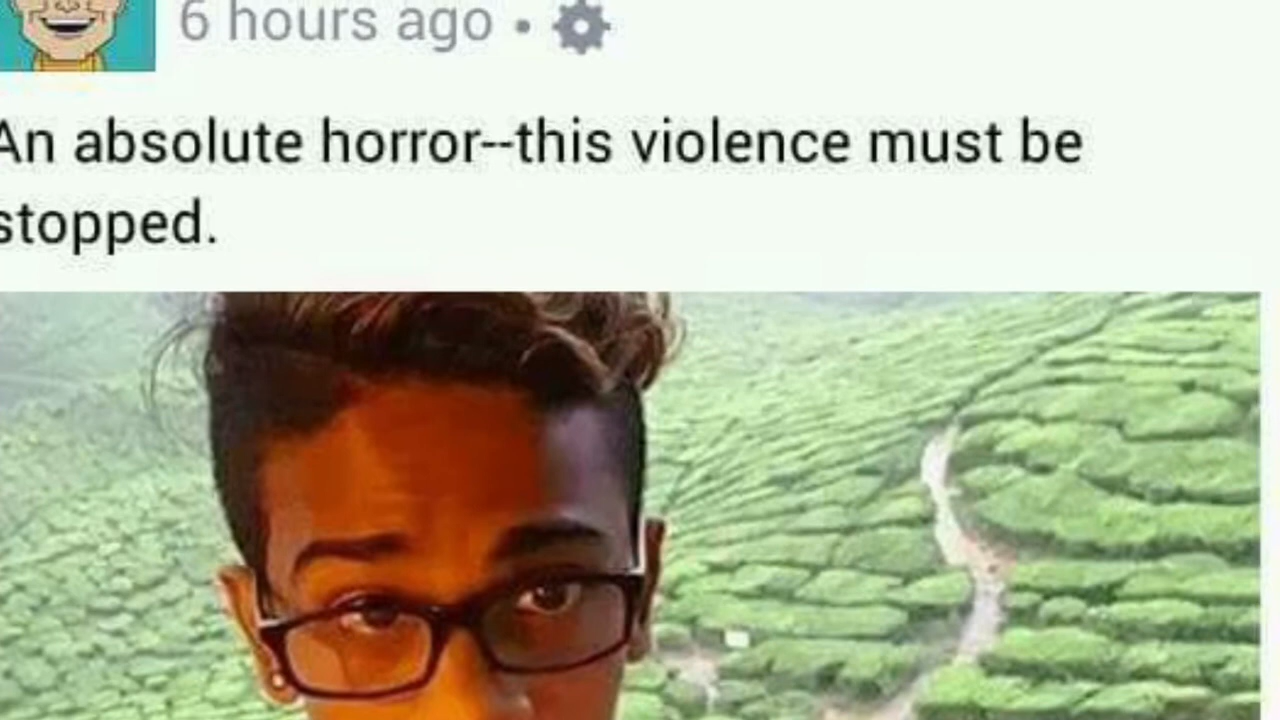 6 hours ago •
An absolute horror--this violence must be
stopped.